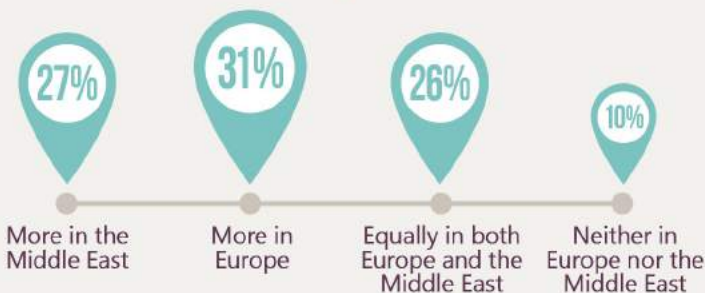 27%
31%
26%
10%
More in the
Middle East
More in
Europe
Equally in both
Europe and the
Middle East
Neither in
Europe nor the
Middle East